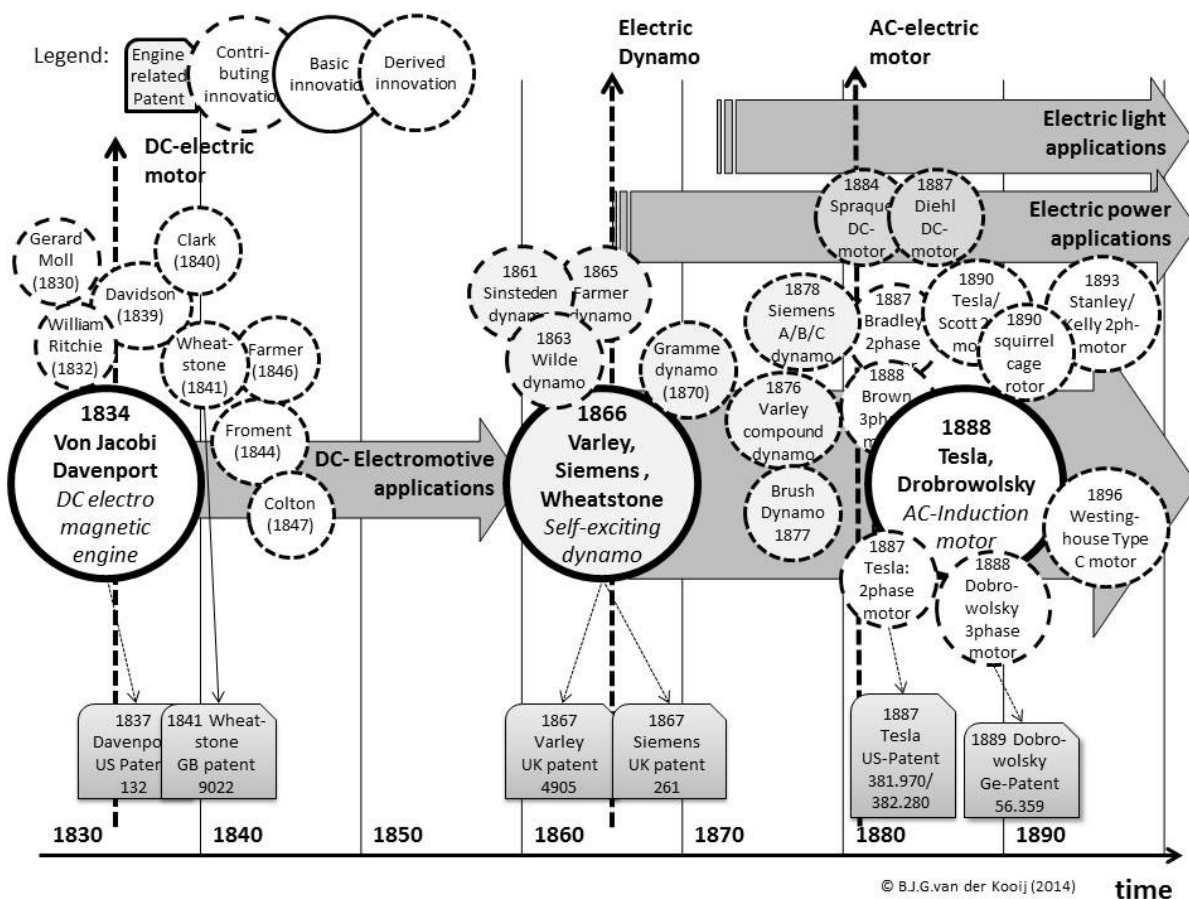 Legend:
Engine
related
Patent
Contri-
buting
innovation
Basic
innovation
Derived
innovation
Electric
Dynamo
AC-electric
motor
DC-electric
motor
Electric light
applications
Electric power
applications
Gerard
Moll
(1830)
Davidson
(1839)
Clark
(1840)
William
Ritchie
(1832)
Wheat-
stone
(1841)
Farmer
(1846)
Froment
(1844)
Colton
(1847)
1834
Von Jacobi
Davenport
DC electro
magnetic
engine
DC- Electromotive
applications
1861
Sinsteden
dynamo
1865
Farmer
dynamo
1863
Wilde
dynamo
Gramme
dynamo
(1870)
1866
Varley,
Siemens ,
Wheatstone
Self-exciting
dynamo
1878
Siemens
A/B/C
dynamo
1876
Varley
compound
dynamo
Brush
Dynamo
1877
1884
Spraque
DC-
motor
1887
Diehl
DC-
motor
1887
Bradley
2phase
1888
Brown
3phase
1890
Tesla/
Scott 2
1890
squirrel
cage
rotor
1893
Stanley/
Kelly 2ph-
motor
1888
Tesla,
Drobrowolsky
AC-Induction
motor
1896
Westing-
house Type
C motor
1887
Tesla:
2phase
motor
1888
Dobro-
wolsky
3phase
motor
1837
Davenpo
US Paten
132
1841 Wheat-
stone
GB patent
9022
1867
Varley
UK patent
4905
1867
Siemens
UK patent
261
1887
Tesla
US-Patent
381.970/
382.280
1889 Dobro-
wolsky
Ge-Patent
56.359
1830 1840 1850 1860 1870 1880 1890
© B.J.G.van der Kooij (2014)
time